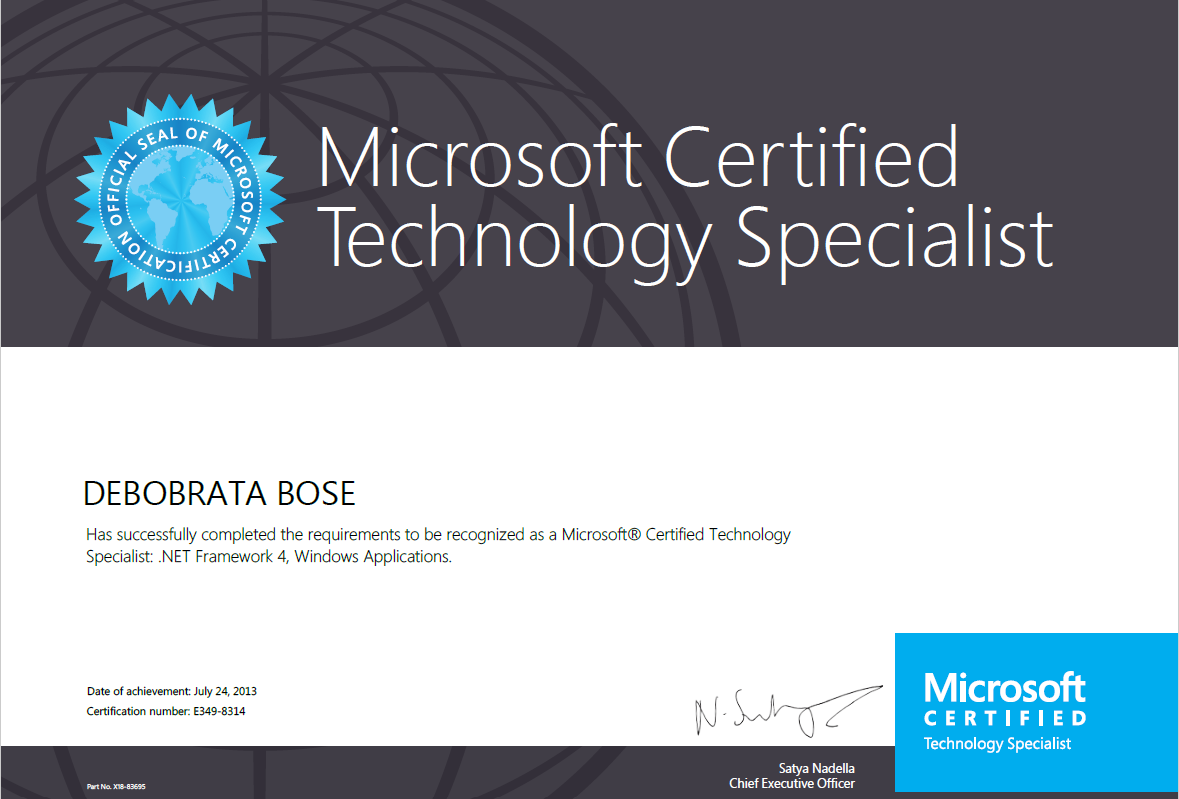 OFFICIAL SEAL OF MICROSOFT CERTIFICATION
Microsoft Certified
Technology Specialist
DEBOBRATA BOSE
Has successfully completed the requirements to be recognized as a Microsoft® Certified Technology
Specialist: .NET Framework 4, Windows Applications.
Date of achievement: July 24, 2013
Certification number: E349-8314
Part No. X18-83695
Satya Nadella
Chief Executive Officer
Microsoft
CERTIFIED
Technology Specialist